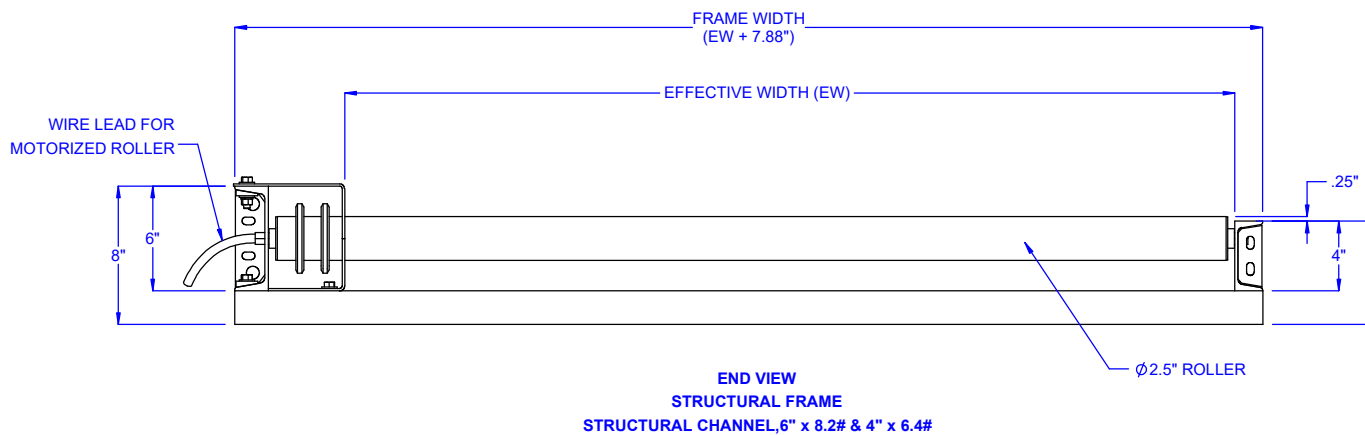 FRAME WIDTH
(EW + 7.88")
EFFECTIVE WIDTH (EW)
WIRE LEAD FOR
MOTORIZED ROLLER
.25"
6"
8"
4"
Ø2.5" ROLLER
END VIEW
STRUCTURAL FRAME
STRUCTURAL CHANNEL,6" x 8.2# & 4" x 6.4#